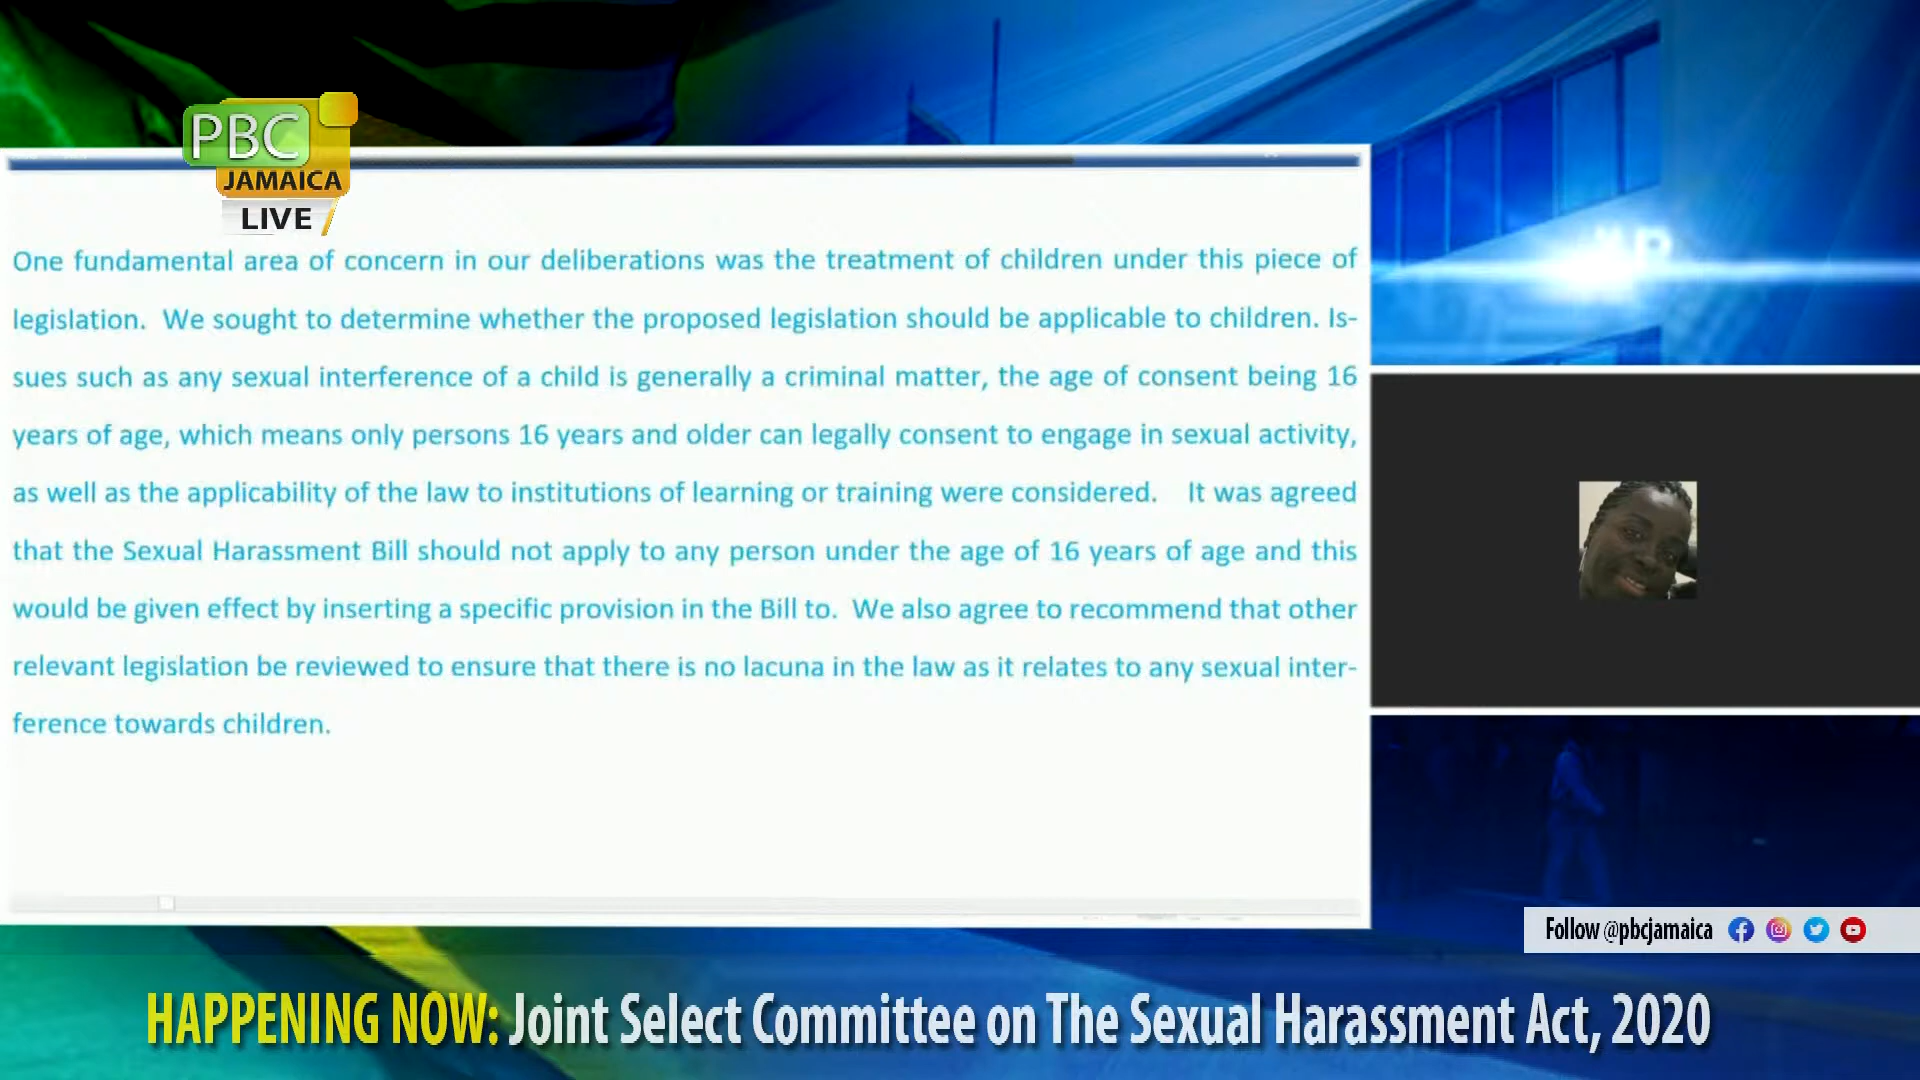 PBC
JAMAICA
LIVE
One fundamental area of concern in our deliberations was the treatment of children under this piece of
legislation.  We sought to determine whether the proposed legislation should be applicable to children. Is-
sues such as any sexual interference of a child is generally a criminal matter, the age of consent being 16
years of age, which means only persons 16 years and older can legally consent to engage in sexual activity,
as well as the applicability of the law to institutions of learning or training were considered.   It was agreed
that the Sexual Harassment Bill should not apply to any person under the age of 16 years of age and this
would be given effect by inserting a specific provision in the Bill to.  We also agree to recommend that other
relevant legislation be reviewed to ensure that there is no lacuna in the law as it relates to any sexual inter-
ference towards children.
Follow @pbcjamaica
HAPPENING NOW: Joint Select Committee on The Sexual Harassment Act, 2020